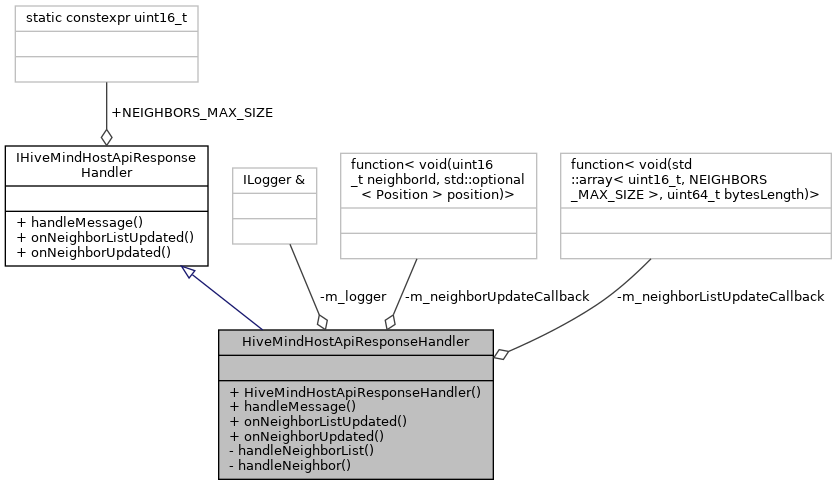 static constexpr uint16_t
+NEIGHBORS_MAX_SIZE
IHiveMindHostApiResponse
Handler
+ handleMessage()
+ onNeighborListUpdated()
+ onNeighborUpdated()
ILogger &
function< void(uint16
_t neighborId, std::optional
< Position > position)>
function< void(std
::array< uint16_t, NEIGHBORS
_MAX_SIZE >, uint64_t bytesLength)>
-m_logger
-m_neighborUpdateCallback
-m_neighborListUpdateCallback
HiveMindHostApiResponseHandler
+ HiveMindHostApiResponseHandler()
+ handleMessage()
+ onNeighborListUpdated()
+ onNeighborUpdated()
- handleNeighborList()
- handleNeighbor()